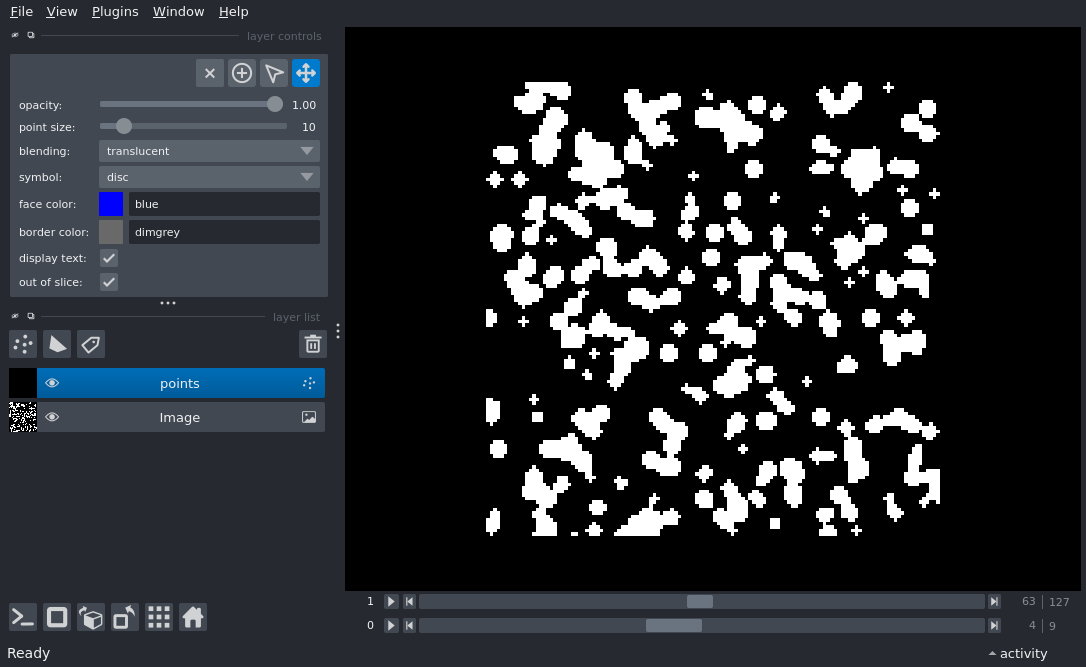 File View Plugins Window Help
layer controls
opacity: 1.00
point size: 10
blending: translucent
symbol: disc
face color: blue
border color: dimgrey
display text:
out of slice:
layer list
points
Image
1 63 | 127
0 4 | 9
Ready activity